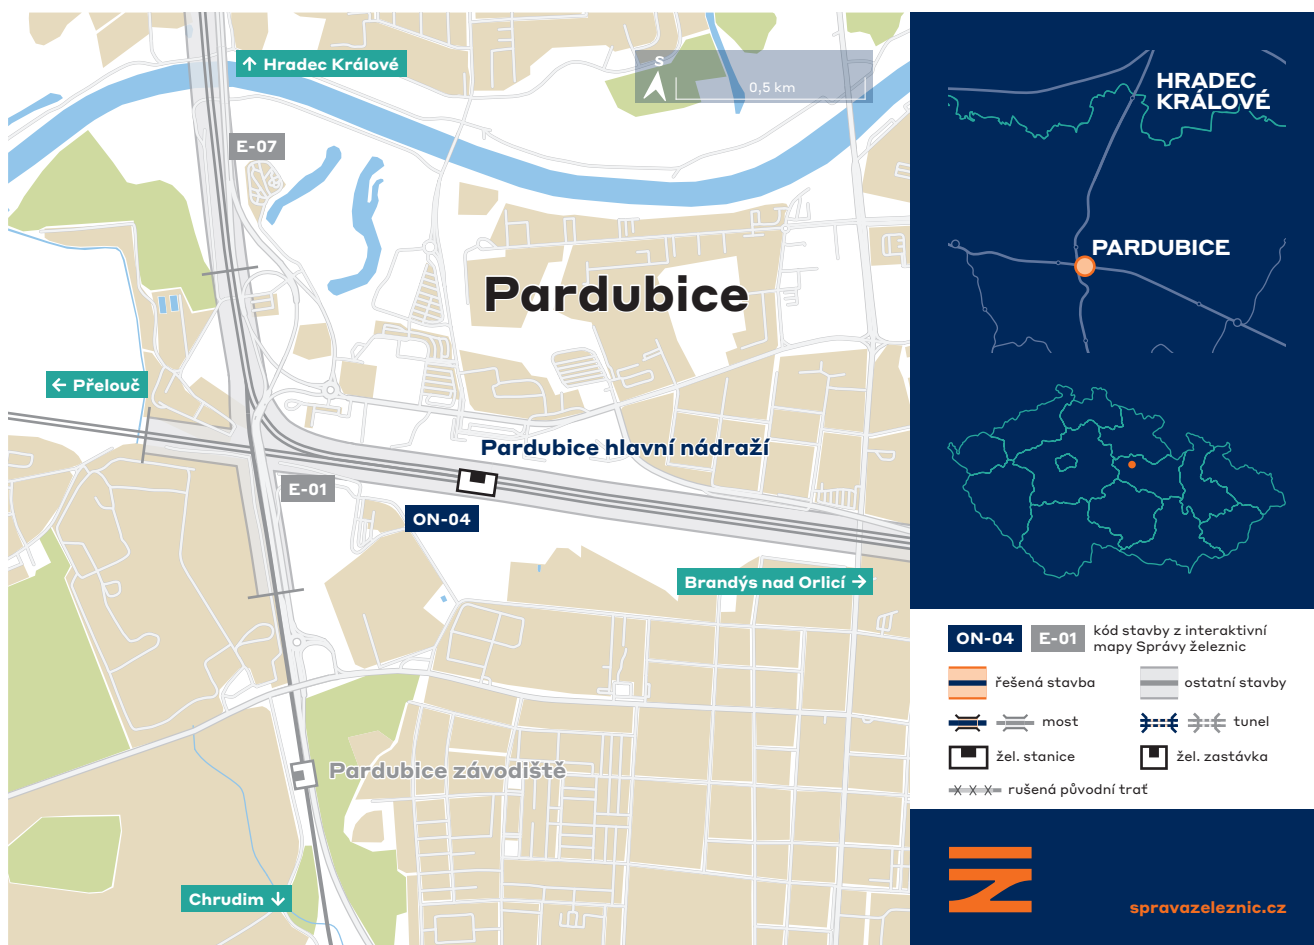 ↑ Hradec Králové
S
0,5 km
E-07
Pardubice
← Přelouč
Pardubice hlavní nádraží
E-01
ON-04
Brandýs nad Orlicí →
Pardubice závodiště
Chrudim ↓
HRADEC
KRÁLOVÉ
PARDUBICE
ON-04 E-01 kód stavby z interaktivní
mapy Správy železnic
řešená stavba
ostatní stavby
most
tunel
žel. stanice
žel. zastávka
rušená původní trať
spravazeleznic.cz